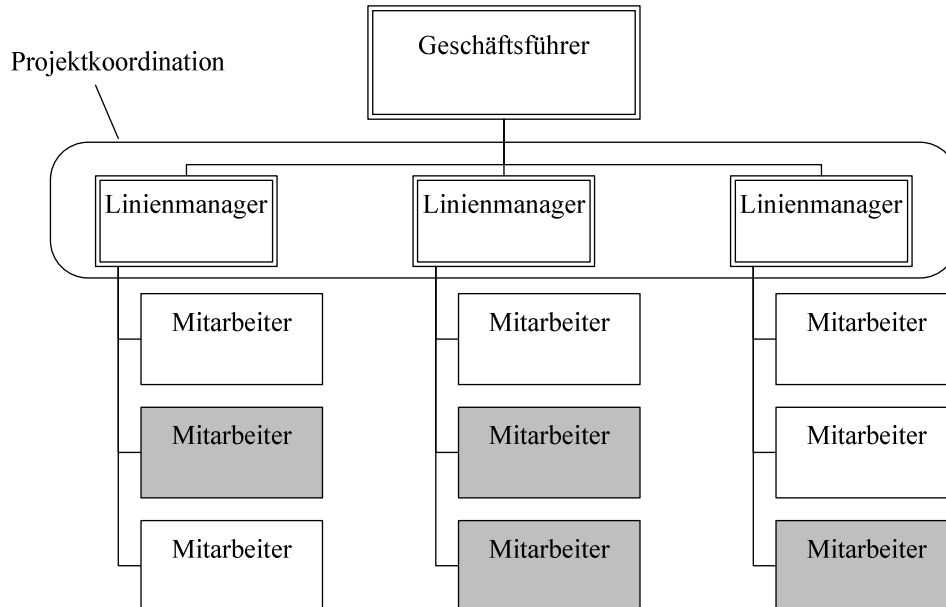 Geschäftsführer
Projektkoordination
Linienmanager
Linienmanager
Linienmanager
Mitarbeiter
Mitarbeiter
Mitarbeiter
Mitarbeiter
Mitarbeiter
Mitarbeiter
Mitarbeiter
Mitarbeiter
Mitarbeiter